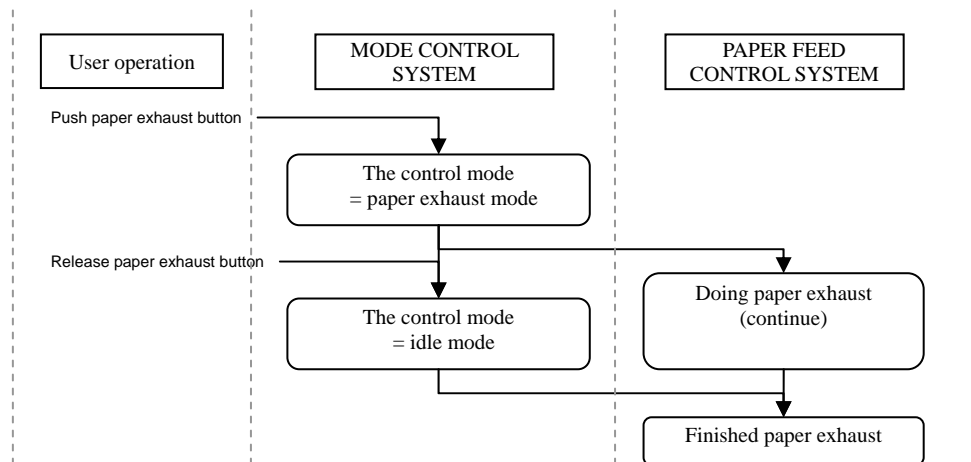 User operation
MODE CONTROL
SYSTEM
PAPER FEED
CONTROL SYSTEM
Push paper exhaust button
The control mode
= paper exhaust mode
Release paper exhaust button
Doing paper exhaust
(continue)
The control mode
= idle mode
Finished paper exhaust